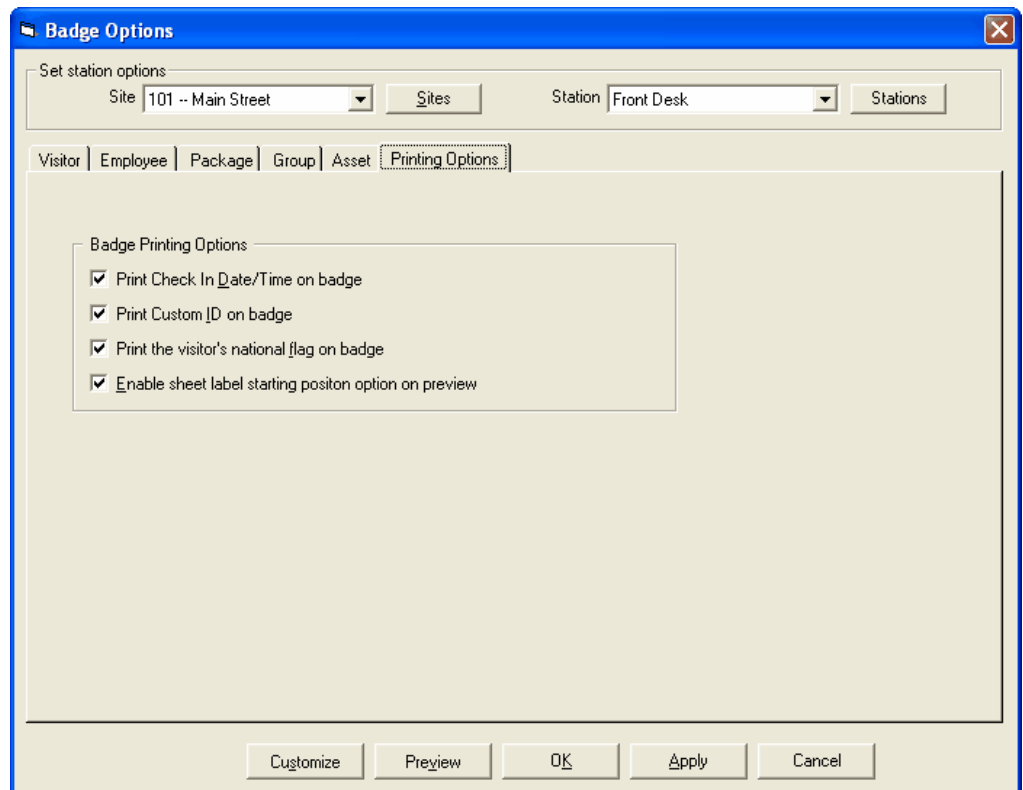 Badge Options
Set station options
Site 101 -- Main Street Sites Station Front Desk Stations
Visitor Employee Package Group Asset Printing Options
Badge Printing Options
Print Check In Date/Time on badge
Print Custom ID on badge
Print the visitor's national flag on badge
Enable sheet label starting positon option on preview
Customize Preview OK Apply Cancel